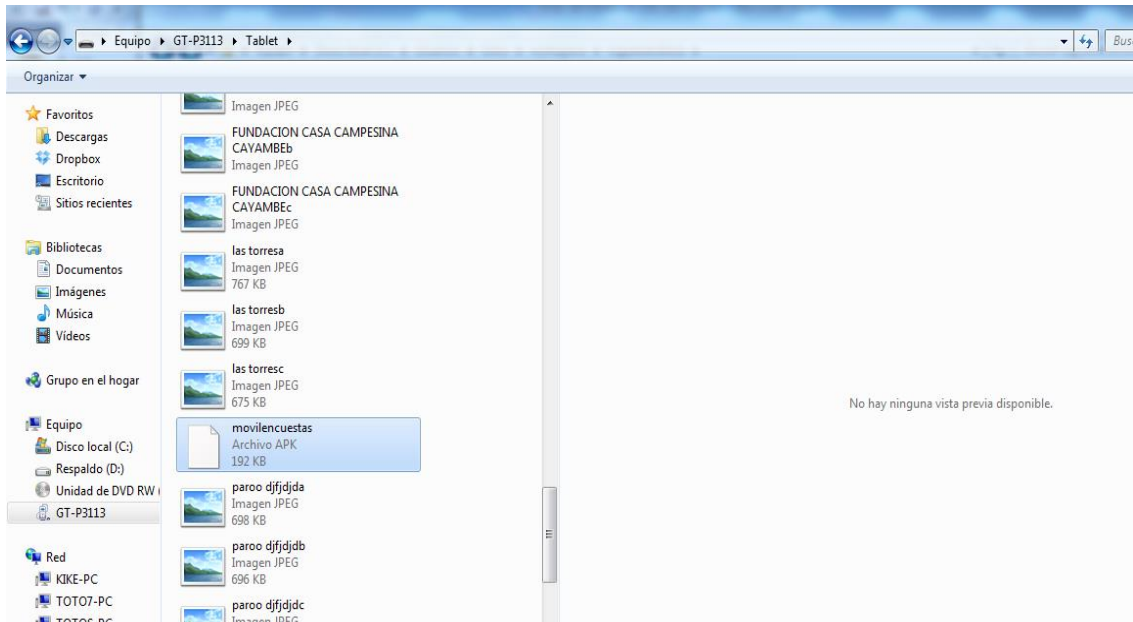 Equipo GT-P3113 Tablet
Organizar
Favoritos
Descargas
Dropbox
Escritorio
Sitios recientes
Bibliotecas
Documentos
Imágenes
Música
Vídeos
Grupo en el hogar
Equipo
Disco local (C:)
Respaldo (D:)
Unidad de DVD RW (
GT-P3113
Red
KIKE-PC
TOTO7-PC
Imagen JPEG
FUNDACION CASA CAMPESINA
CAYAMBEb
Imagen JPEG
FUNDACION CASA CAMPESINA
CAYAMBEc
Imagen JPEG
las torresa
Imagen JPEG
767 KB
las torresb
Imagen JPEG
699 KB
las torresc
Imagen JPEG
675 KB
movilencuestas
Archivo APK
192 KB
paroo djfjdjda
Imagen JPEG
698 KB
paroo djfjdjdb
Imagen JPEG
696 KB
paroo djfjdjdc
Imagen JPEG
No hay ninguna vista previa disponible.